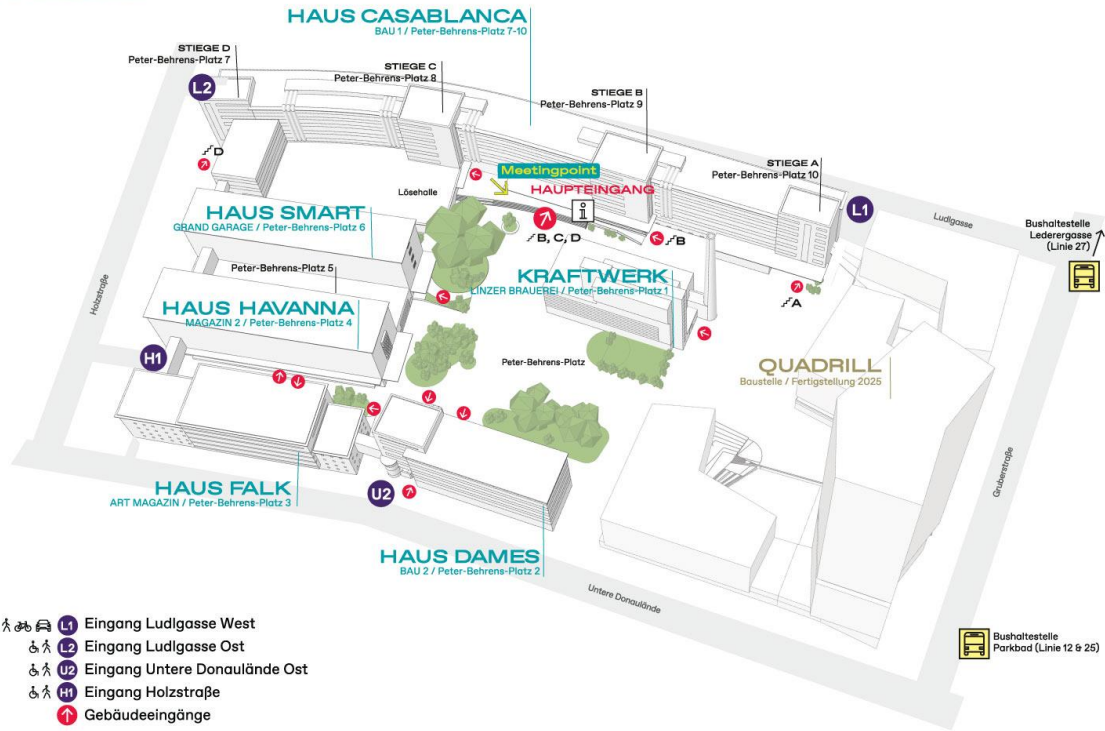 HAUS CASABLANCA
BAU 1 / Peter-Behrens-Platz 7-10
STIEGE D
Peter-Behrens-Platz 7
STIEGE C
Peter-Behrens-Platz 8
STIEGE B
Peter-Behrens-Platz 9
STIEGE A
Peter-Behrens-Platz 10
L2
D
Meetingpoint
HAUPTEINGANG
i
B, C, D
B
A
L1
Ludlgasse
Bushaltestelle
Lederergasse
(Linie 27)
Lösehalle
HAUS SMART
GRAND GARAGE / Peter-Behrens-Platz 6
Peter-Behrens-Platz 5
Holzstraße
HAUS HAVANNA
MAGAZIN 2 / Peter-Behrens-Platz 4
KRAFTWERK
LINZER BRAUEREI / Peter-Behrens-Platz 1
H1
Peter-Behrens-Platz
QUADRILL
Baustelle / Fertigstellung 2025
Gruberstraße
HAUS FALK
ART MAGAZIN / Peter-Behrens-Platz 3
U2
HAUS DAMES
BAU 2 / Peter-Behrens-Platz 2
Untere Donaulände
Bushaltestelle
Parkbad (Linie 12 & 25)
L1 Eingang Ludlgasse West
L2 Eingang Ludlgasse Ost
U2 Eingang Untere Donaulände Ost
H1 Eingang Holzstraße
Gebäudeeingänge